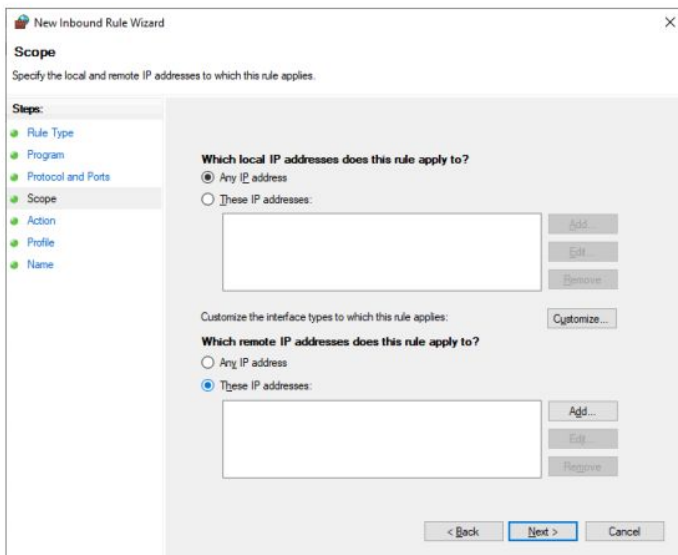 New Inbound Rule Wizard
Scope
Specify the local and remote IP addresses to which this rule applies.
Steps:
Rule Type
Program
Protocol and Ports
Scope
Action
Profile
Name
Which local IP addresses does this rule apply to?
Any IP address
These IP addresses:
Add...
Edit...
Remove
Customize the interface types to which this rule applies:
Customize...
Which remote IP addresses does this rule apply to?
Any IP address
These IP addresses:
Add...
Edit...
Remove
< Back
Next >
Cancel